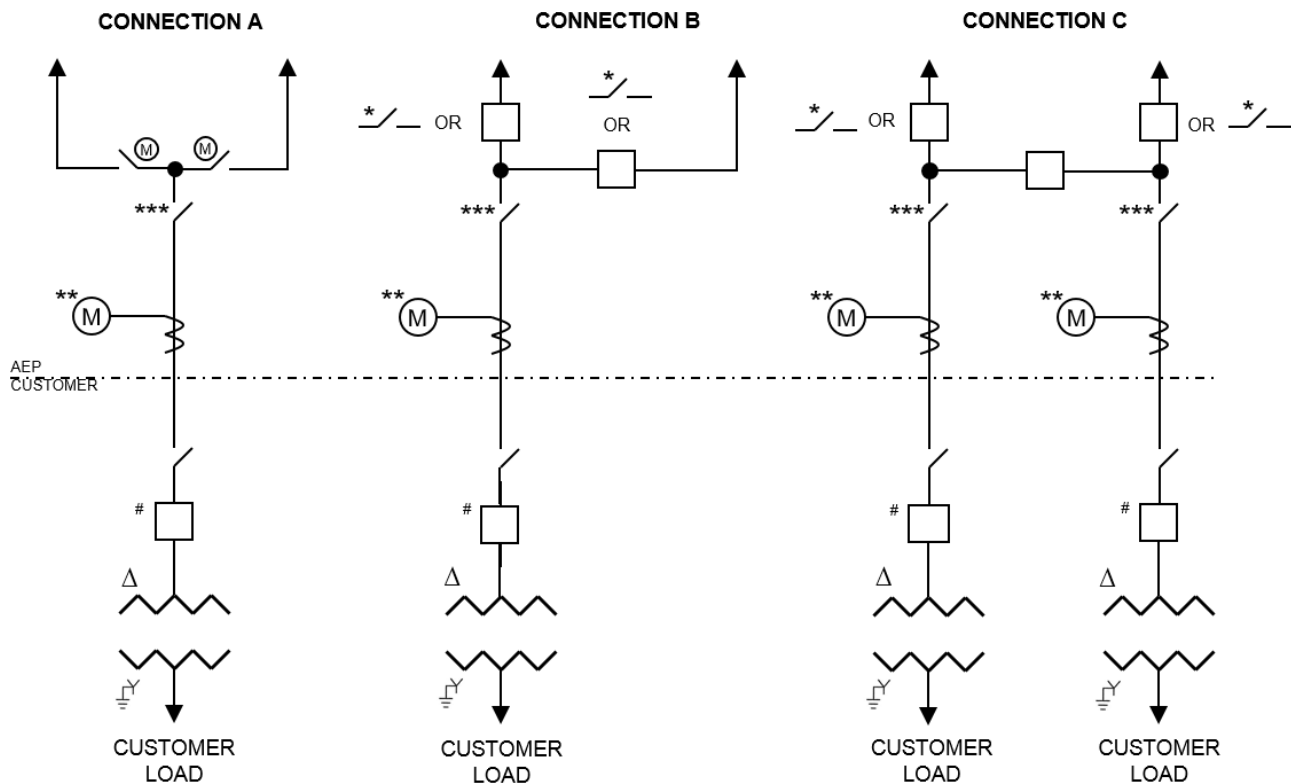 CONNECTION A
CONNECTION B
CONNECTION C
* OR
*
OR
* OR
OR *
M M
***
***
***
***
** M
** M
** M
** M
AEP
CUSTOMER
#
#
#
#
Δ
Δ
Δ
Δ
Y
Y
Y
Y
CUSTOMER
LOAD
CUSTOMER
LOAD
CUSTOMER
LOAD
CUSTOMER
LOAD